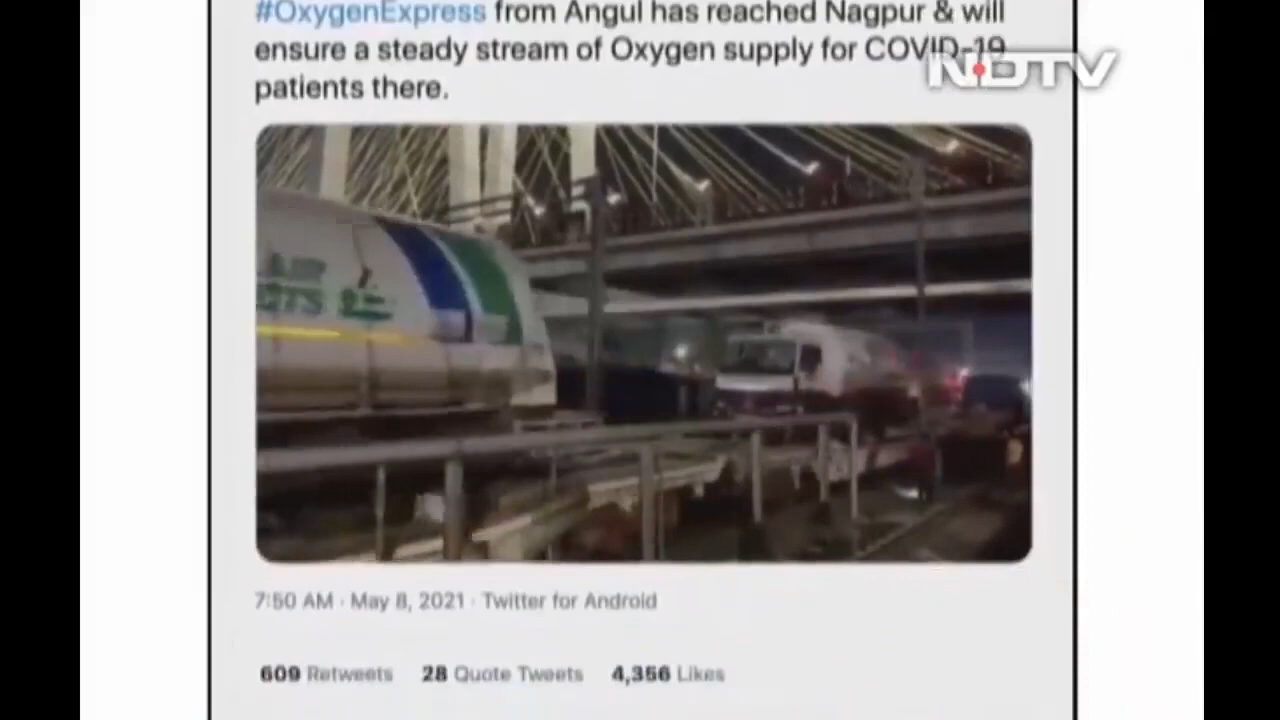 #OxygenExpress from Angul has reached Nagpur & will
ensure a steady stream of Oxygen supply for COVID-19
patients there.
NDTV
AIR
7:50 AM · May 8, 2021 · Twitter for Android
609 Retweets 28 Quote Tweets 4,356 Likes